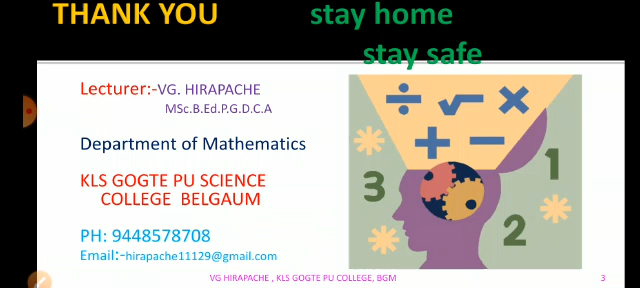 THANK YOU stay home
stay safe
Lecturer:-VG. HIRAPACHE
MSc.B.Ed.P.G.D.C.A
Department of Mathematics
KLS GOGTE PU SCIENCE
COLLEGE BELGAUM
PH: 9448578708
Email:-hirapache11129@gmail.com
÷ √ ×
+ −
3
1
2
VG HIRAPACHE , KLS GOGTE PU COLLEGE, BGM 3